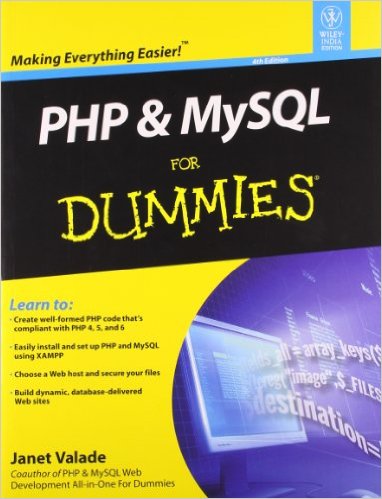 WILEY-
INDIA
EDITION
Making Everything Easier!™
4th Edition
PHP & MySQL
FOR
DUMMIES®
Learn to:
• Create well-formed PHP code that's
compliant with PHP 4, 5, and 6
• Easily install and set up PHP and MySQL
using XAMPP
• Choose a Web host and secure your files
• Build dynamic, database-delivered
Web sites
ds_all = array_keys($
ereg("image",$_FILES
destination=
Janet Valade
Coauthor of PHP & MySQL Web
Development All-in-One For Dummies